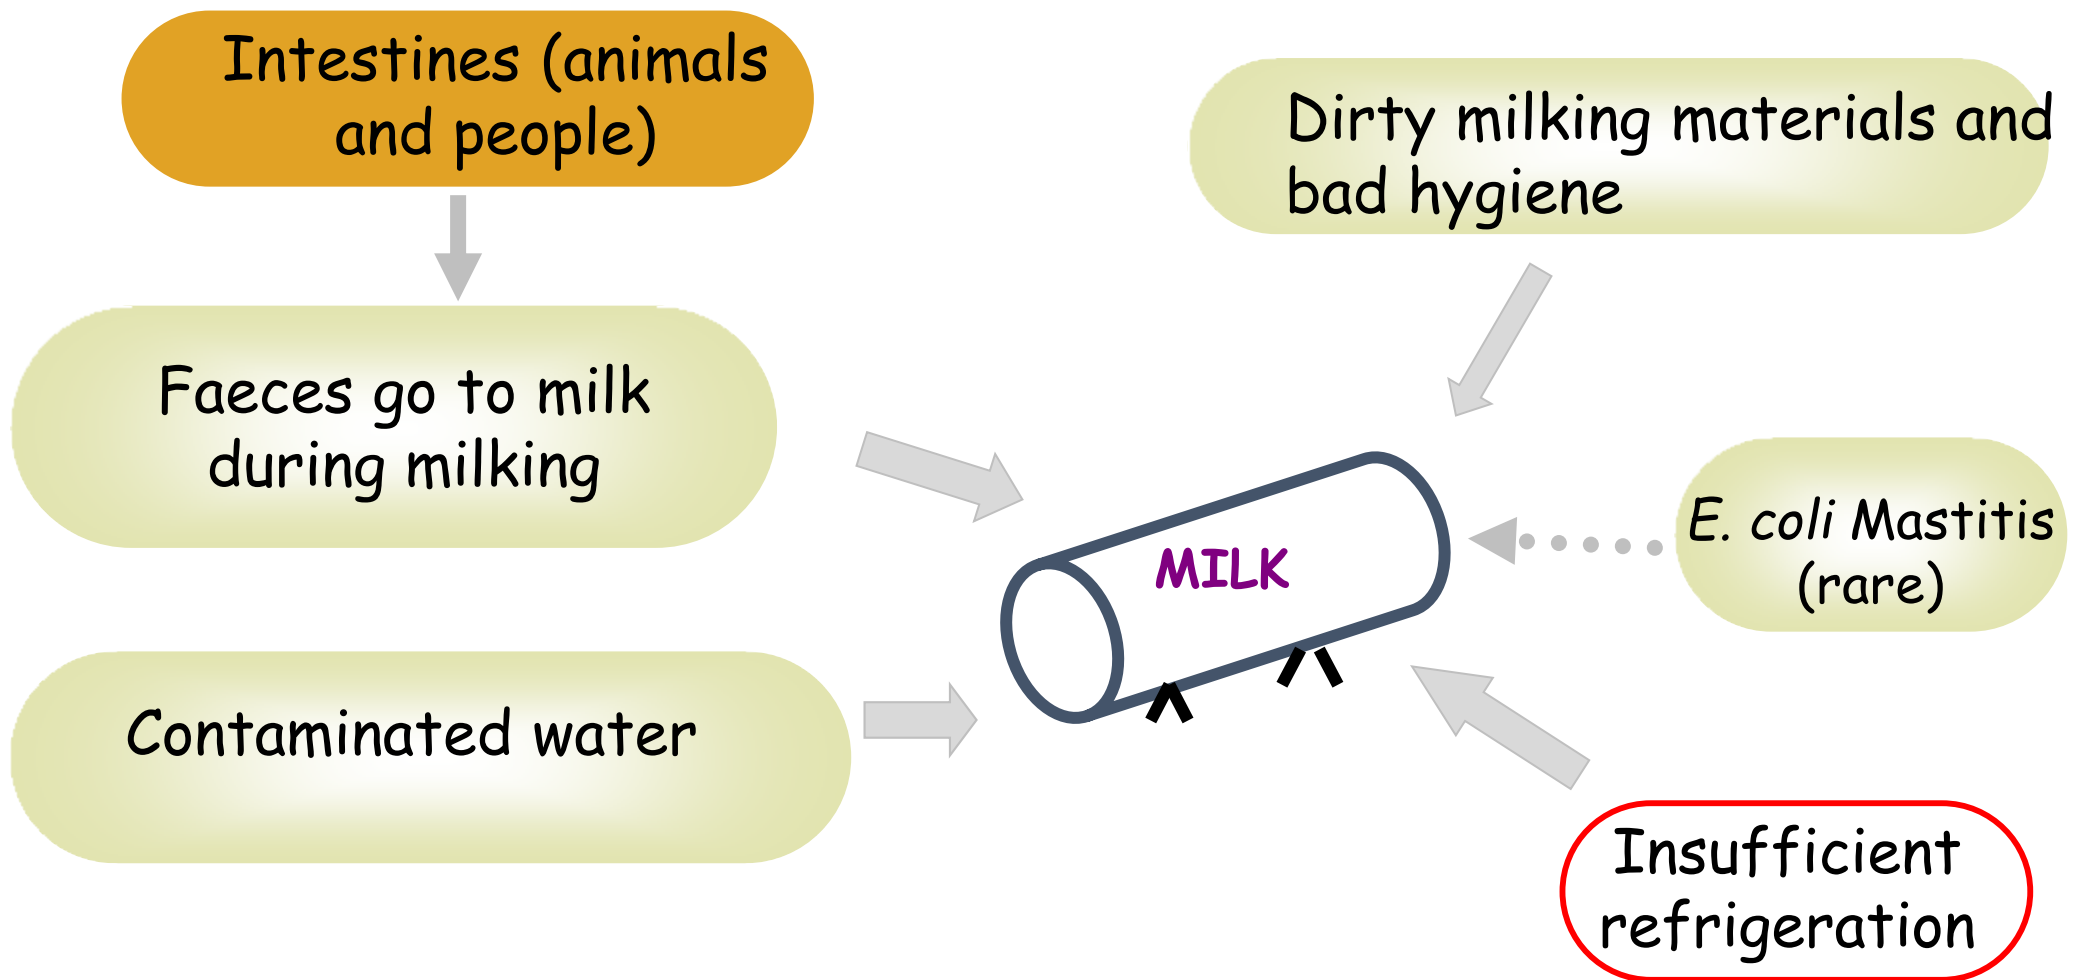 Intestines (animals
and people)
Dirty milking materials and
bad hygiene
Faeces go to milk
during milking
MILK
E. coli Mastitis
(rare)
Contaminated water
Insufficient
refrigeration